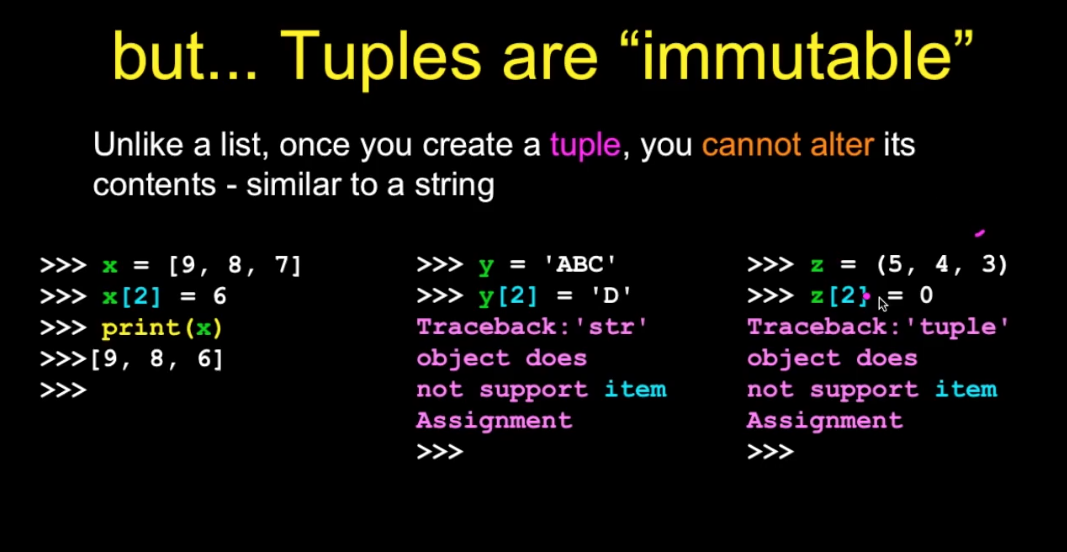 but... Tuples are “immutable”
Unlike a list, once you create a tuple, you cannot alter its
contents - similar to a string
>>> x = [9, 8, 7]
>>> x[2] = 6
>>> print(x)
>>>[9, 8, 6]
>>>
>>> y = 'ABC'
>>> y[2] = 'D'
Traceback:'str'
object does
not support item
Assignment
>>>
>>> z = (5, 4, 3)
>>> z[2] = 0
Traceback:'tuple'
object does
not support item
Assignment
>>>